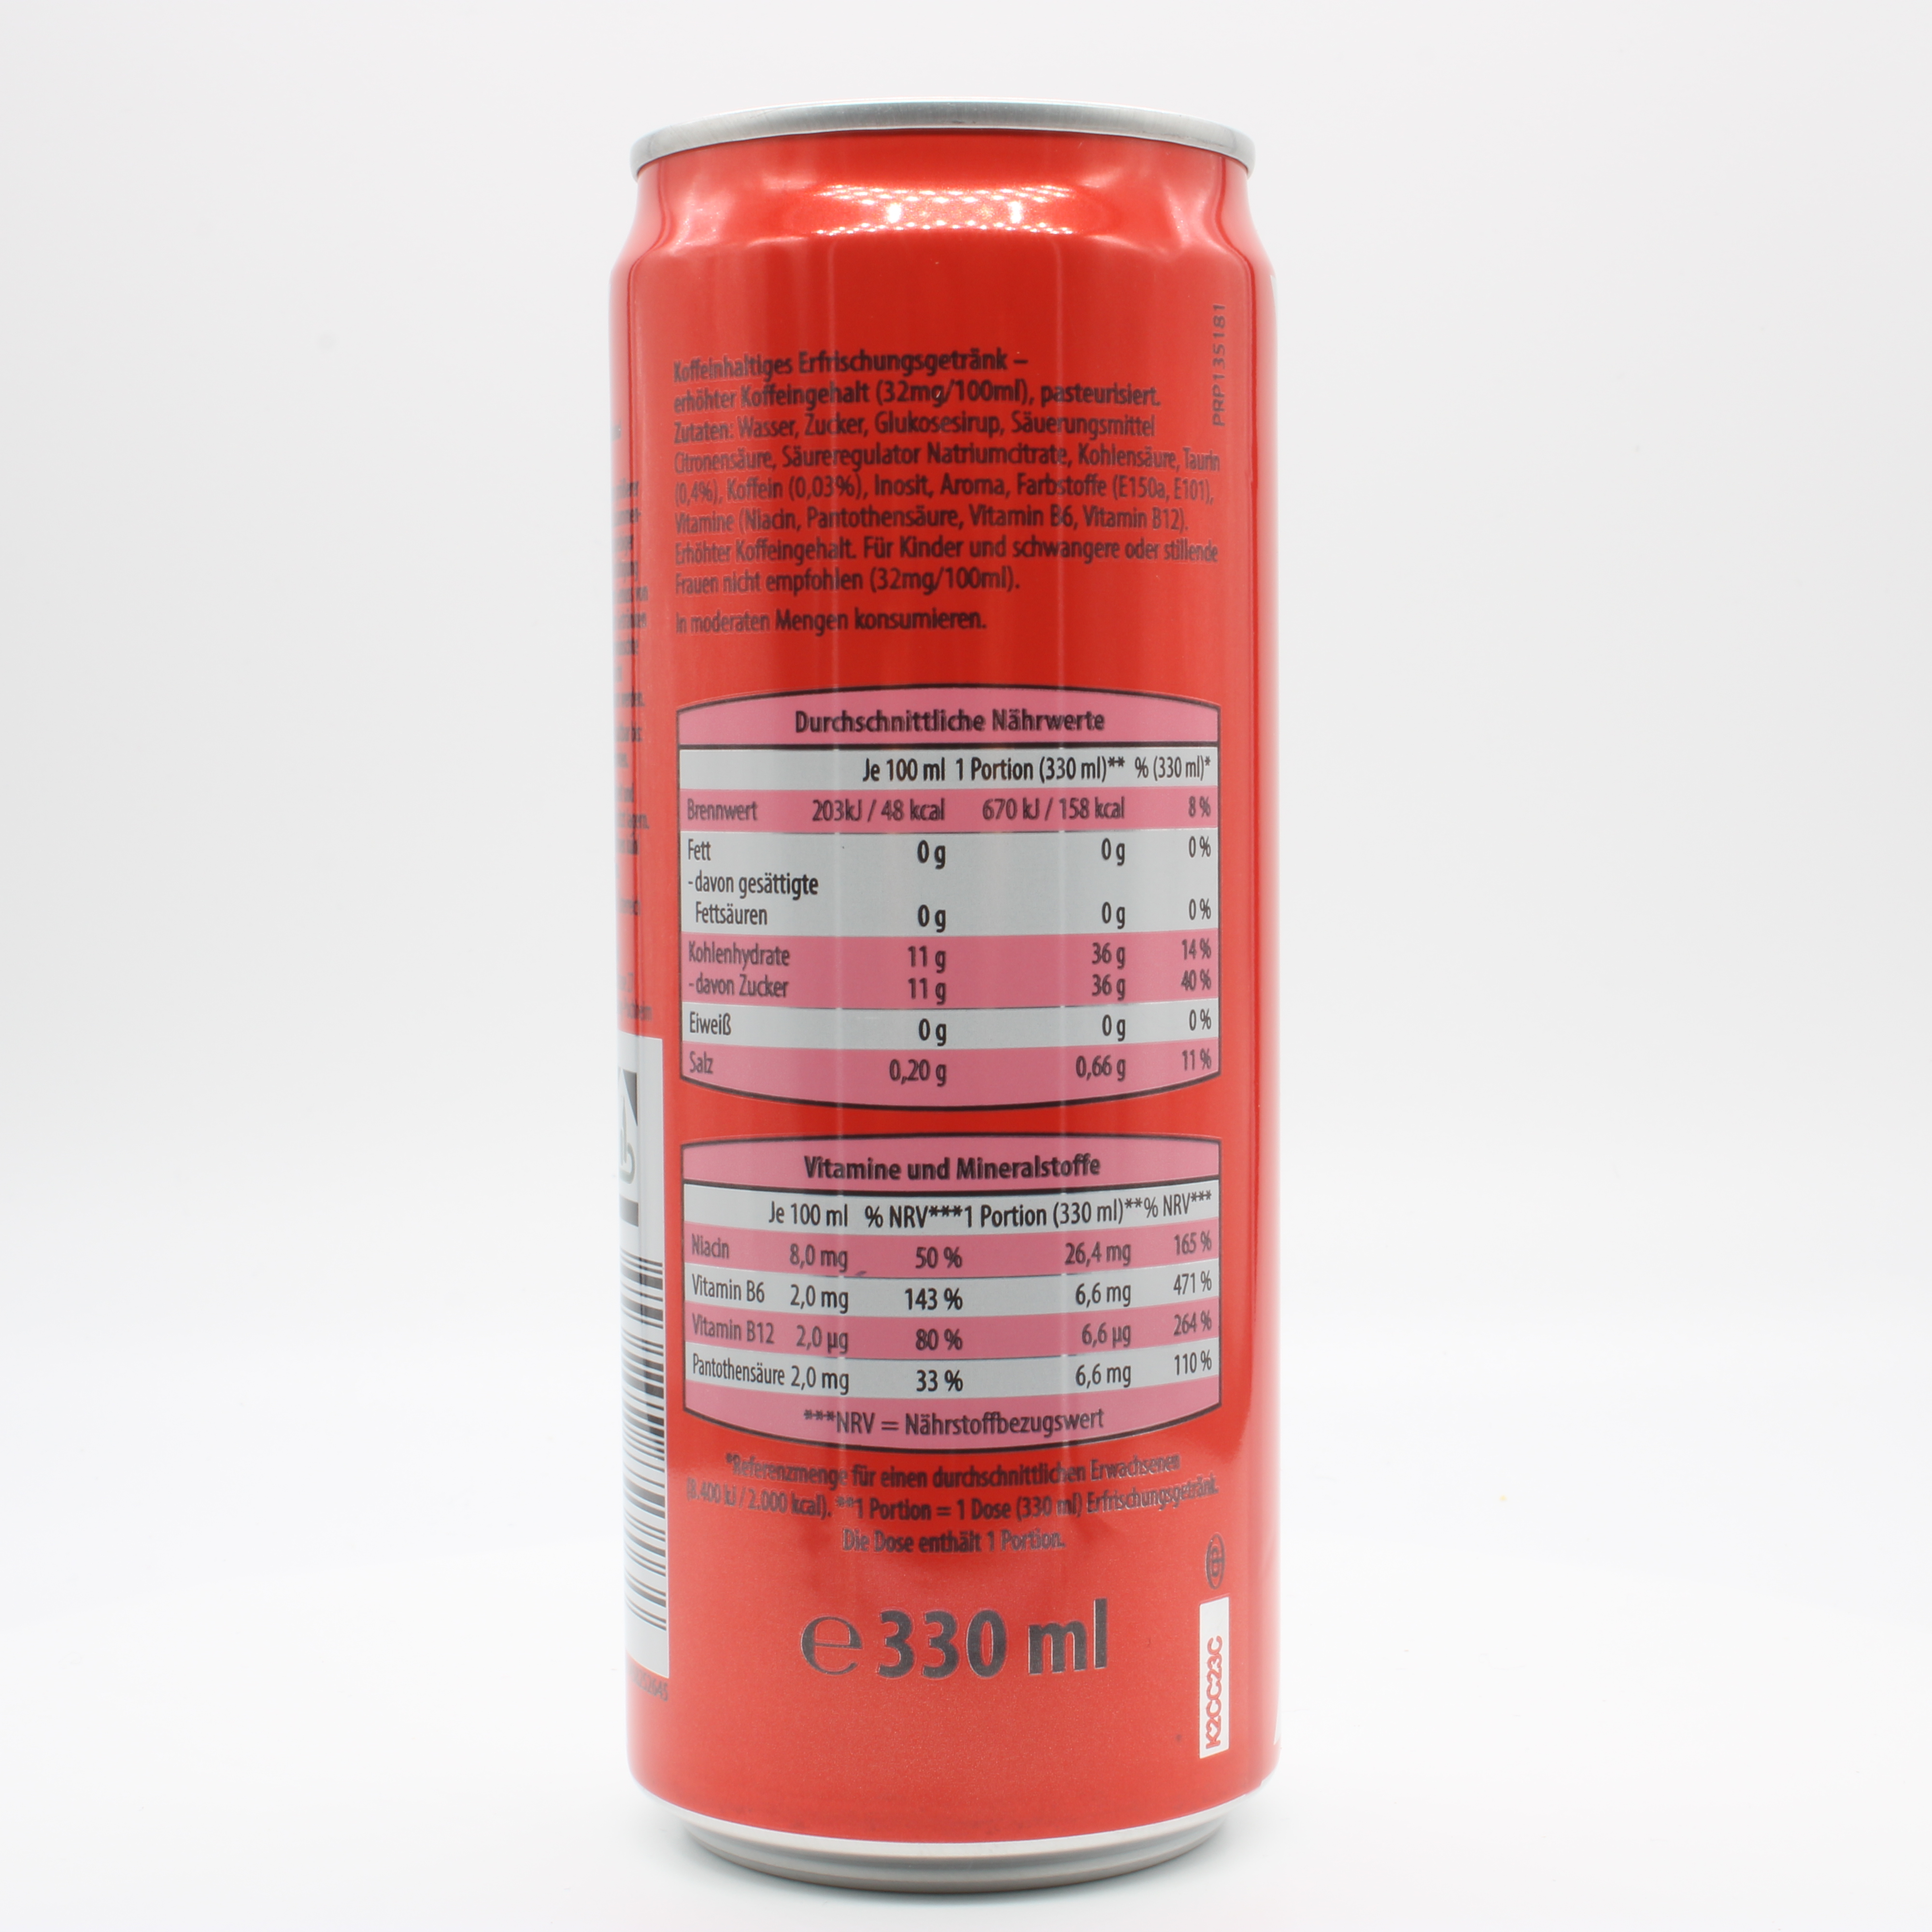 Koffeinhaltiges Erfrischungsgetränk –
erhöhter Koffeingehalt (32mg/100ml), pasteurisiert.
Zutaten: Wasser, Zucker, Glukosesirup, Säuerungsmittel
Citronensäure, Säureregulator Natriumcitrate, Kohlensäure, Taurin
(0,4%), Koffein (0,03%), Inosit, Aroma, Farbstoffe (E150a, E101),
Vitamine (Niacin, Pantothensäure, Vitamin B6, Vitamin B12).
Erhöhter Koffeingehalt. Für Kinder und schwangere oder stillende
Frauen nicht empfohlen (32mg/100ml).
In moderaten Mengen konsumieren.
PRP135181
Durchschnittliche Nährwerte
Je 100 ml 1 Portion (330 ml)** % (330 ml)*
Brennwert 203kJ / 48 kcal 670 kJ / 158 kcal 8 %
Fett 0 g 0 g 0 %
- davon gesättigte
Fettsäuren 0 g 0 g 0 %
Kohlenhydrate 11 g 36 g 14 %
- davon Zucker 11 g 36 g 40 %
Eiweiß 0 g 0 g 0 %
Salz 0,20 g 0,66 g 11 %
Vitamine und Mineralstoffe
Je 100 ml % NRV*** 1 Portion (330 ml)** % NRV***
Niacin 8,0 mg 50 % 26,4 mg 165 %
Vitamin B6 2,0 mg 143 % 6,6 mg 471 %
Vitamin B12 2,0 µg 80 % 6,6 µg 264 %
Pantothensäure 2,0 mg 33 % 6,6 mg 110 %
***NRV = Nährstoffbezugswert
*Referenzmenge für einen durchschnittlichen Erwachsenen
(8.400 kJ / 2.000 kcal). **1 Portion = 1 Dose (330 ml) Erfrischungsgetränk.
Die Dose enthält 1 Portion.
e 330 ml
K2CC23C